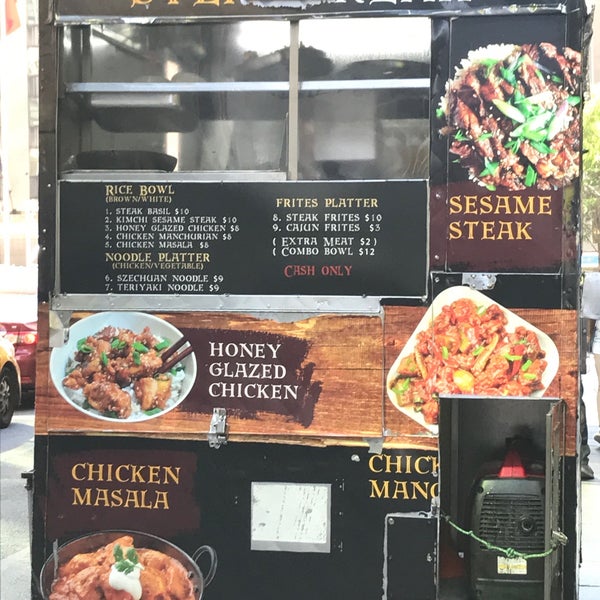 RICE BOWL
(BROWN/WHITE)
1. STEAK BASIL $10
2. KIMCHI SESAME STEAK $10
3. HONEY GLAZED CHICKEN $8
4. CHICKEN MANCHURIAN $8
5. CHICKEN MASALA $8
NOODLE PLATTER
(CHICKEN/VEGETABLE)
6. SZECHUAN NOODLE $9
7. TERIYAKI NOODLE $9
FRITES PLATTER
8. STEAK FRITES $10
9. CAJUN FRITES $3
( EXTRA MEAT $2 )
( COMBO BOWL $12
CASH ONLY
SESAME
STEAK
HONEY
GLAZED
CHICKEN
CHICKEN
MASALA
CHICK
MANC